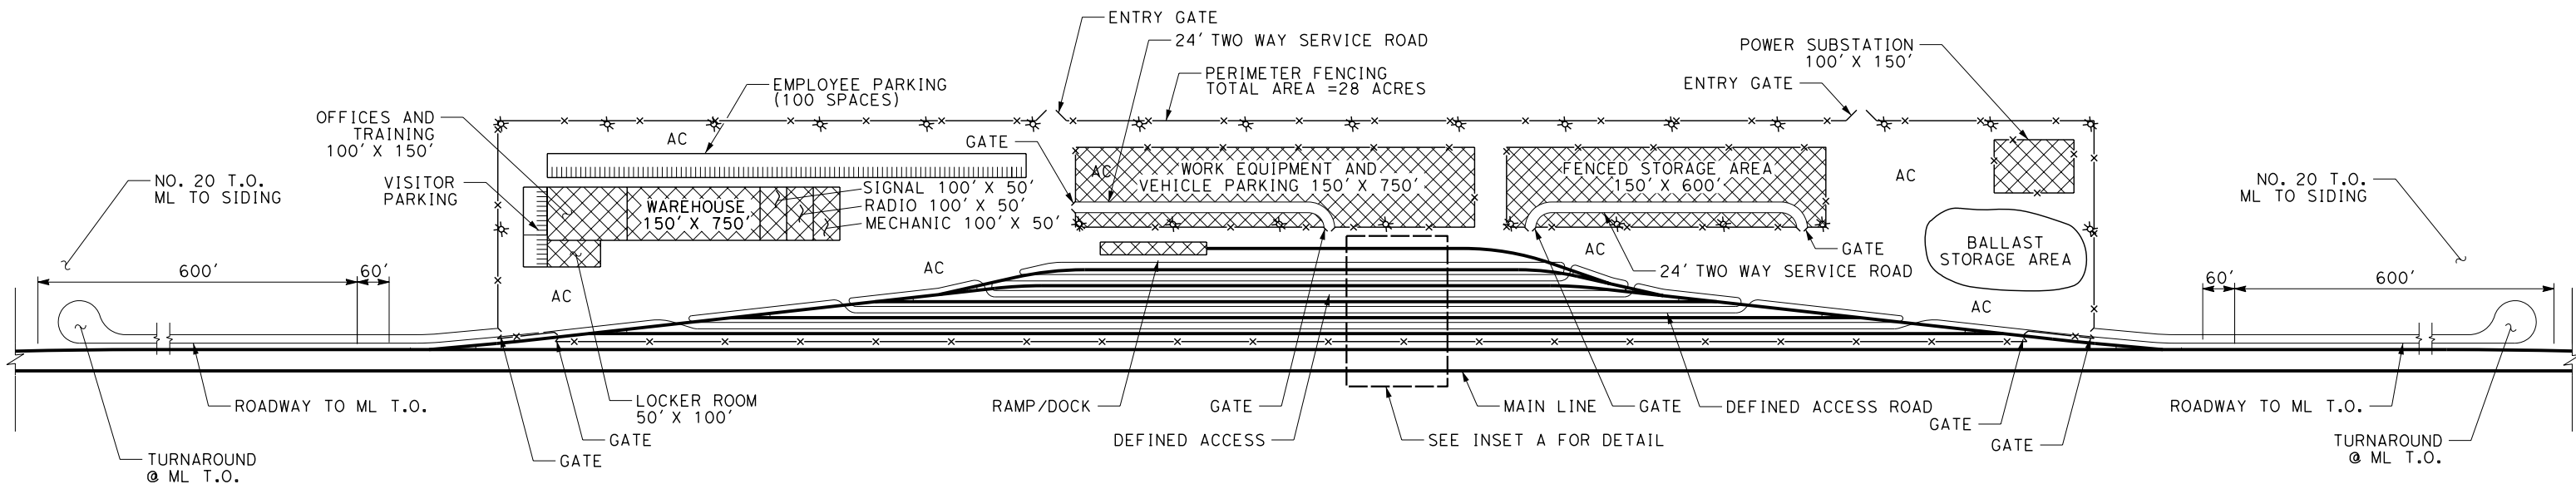 ENTRY GATE
24' TWO WAY SERVICE ROAD
PERIMETER FENCING
TOTAL AREA =28 ACRES
POWER SUBSTATION
100' X 150'
ENTRY GATE
EMPLOYEE PARKING
(100 SPACES)
OFFICES AND
TRAINING
100' X 150'
AC
GATE
VISITOR
PARKING
NO. 20 T.O.
ML TO SIDING
WAREHOUSE
150' X 750'
SIGNAL 100' X 50'
RADIO 100' X 50'
MECHANIC 100' X 50'
AC
WORK EQUIPMENT AND
VEHICLE PARKING 150' X 750'
FENCED STORAGE AREA
150' X 600'
AC
NO. 20 T.O.
ML TO SIDING
600'
60'
AC
AC
AC
GATE
24' TWO WAY SERVICE ROAD
BALLAST
STORAGE AREA
AC
60'
600'
ROADWAY TO ML T.O.
LOCKER ROOM
50' X 100'
RAMP/DOCK
GATE
MAIN LINE
GATE
DEFINED ACCESS ROAD
ROADWAY TO ML T.O.
GATE
GATE
DEFINED ACCESS
SEE INSET A FOR DETAIL
GATE
GATE
TURNAROUND
@ ML T.O.
TURNAROUND
@ ML T.O.